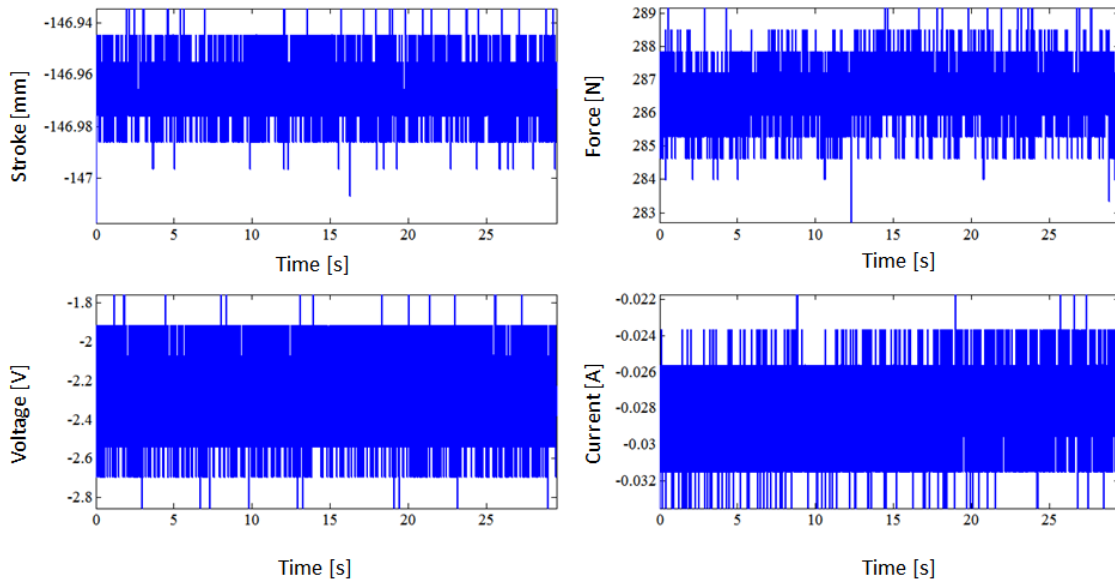 Stroke [mm]
-146.94
-146.96
-146.98
-147
0 5 10 15 20 25
Time [s]
Force [N]
289
288
287
286
285
284
283
0 5 10 15 20 25
Time [s]
Voltage [V]
-1.8
-2
-2.2
-2.4
-2.6
-2.8
0 5 10 15 20 25
Time [s]
Current [A]
-0.022
-0.024
-0.026
-0.028
-0.03
-0.032
0 5 10 15 20 25
Time [s]